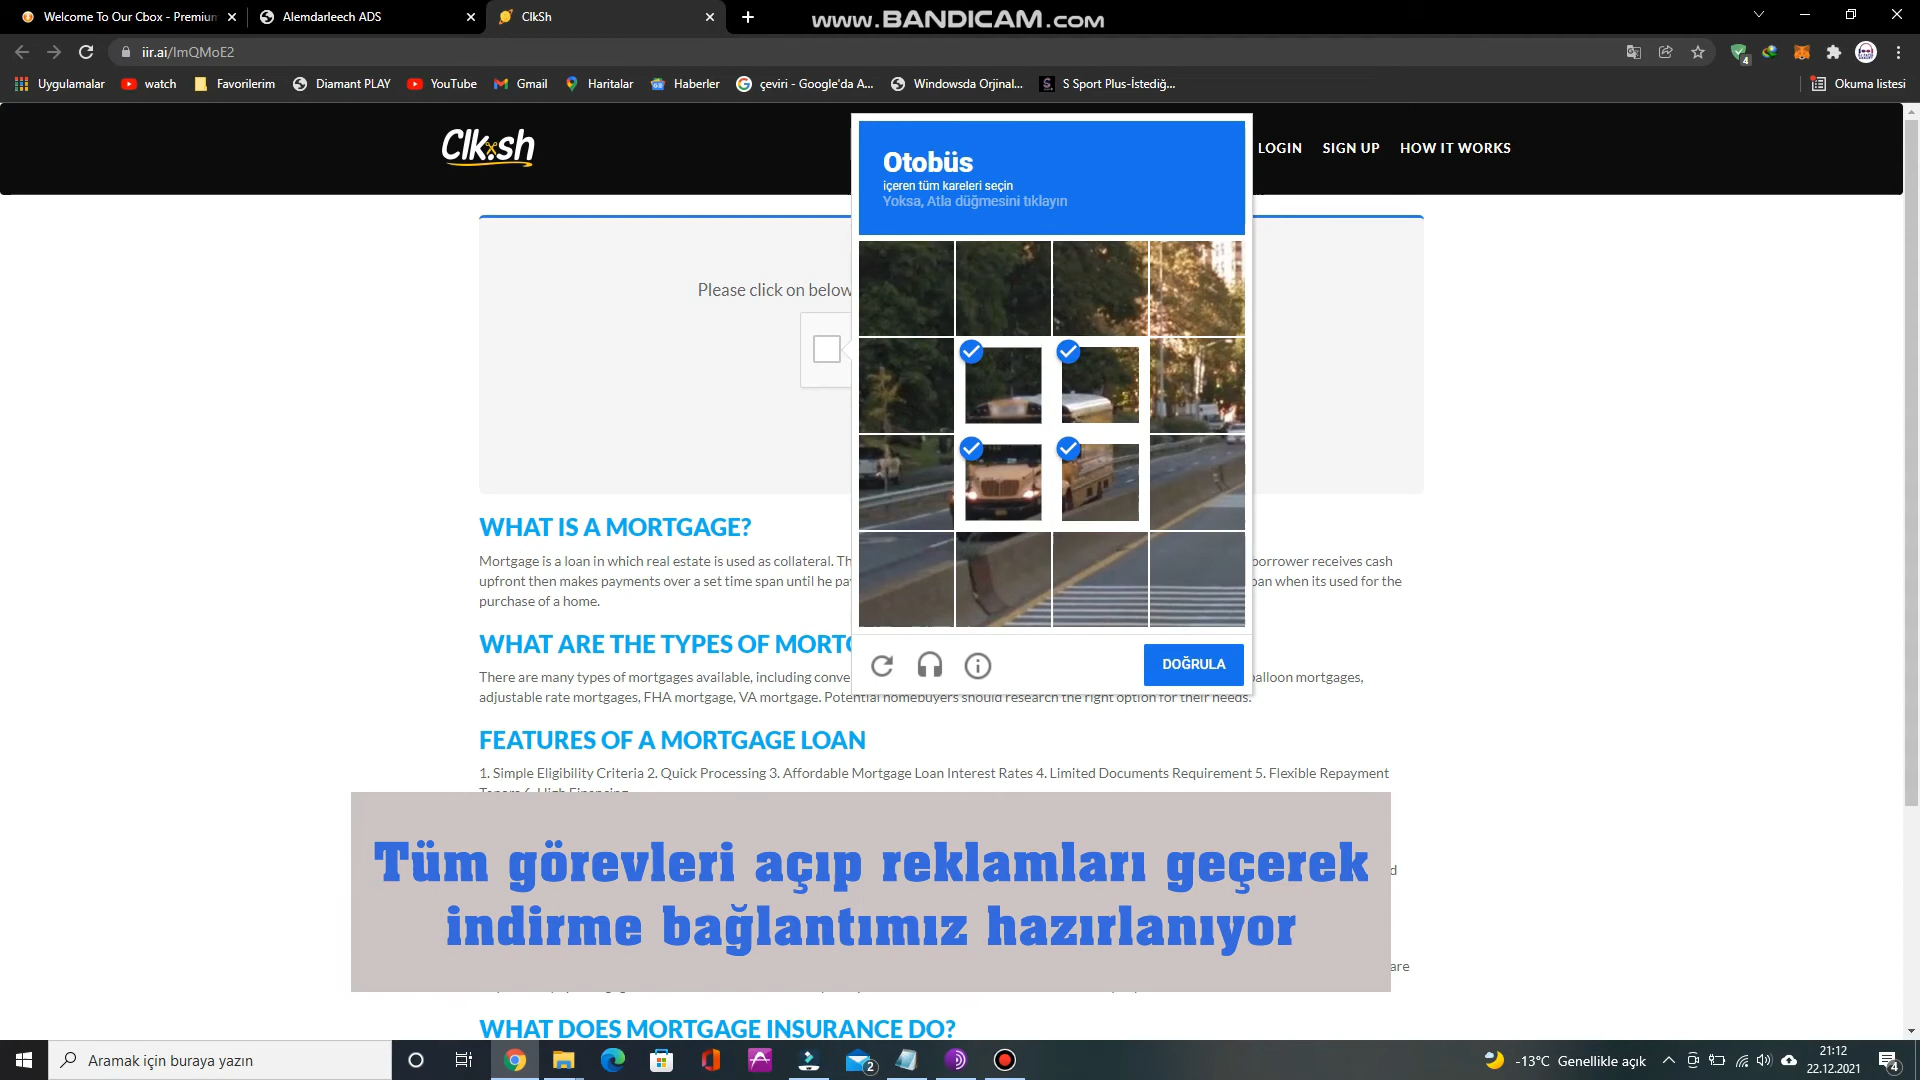 Welcome To Our Cbox - Premium
Alemdarleech ADS
ClkSh
www.BANDICAM.com
iir.ai/ImQMoE2
4
Uygulamalar
watch
Favorilerim
Diamant PLAY
YouTube
Gmail
Haritalar
Haberler
çeviri - Google'da A...
Windowsda Orjinal...
S Sport Plus-İstediğ...
Okuma listesi
Clk.sh
LOGIN
SIGN UP
HOW IT WORKS
Otobüs
içeren tüm kareleri seçin
Yoksa, Atla düğmesini tıklayın
Please click on below
DOĞRULA
WHAT IS A MORTGAGE?
Mortgage is a loan in which real estate is used as collateral. Th
borrower receives cash
upfront then makes payments over a set time span until he pa
oan when its used for the
purchase of a home.
WHAT ARE THE TYPES OF MORTG
There are many types of mortgages available, including conve
balloon mortgages,
adjustable rate mortgages, FHA mortgage, VA mortgage. Potential homebuyers should research the right option for their needs.
FEATURES OF A MORTGAGE LOAN
1. Simple Eligibility Criteria 2. Quick Processing 3. Affordable Mortgage Loan Interest Rates 4. Limited Documents Requirement 5. Flexible Repayment
Tüm görevleri açıp reklamları geçerek
indirme bağlantımız hazırlanıyor
d
are
WHAT DOES MORTGAGE INSURANCE DO?
Aramak için buraya yazın
2
-13°C Genellikle açık
21:12
22.12.2021
4